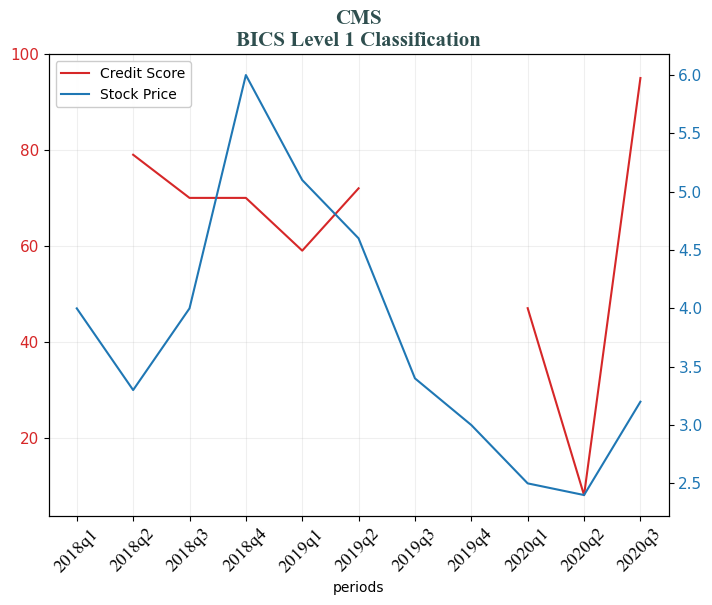 CMS
BICS Level 1 Classification
Credit Score
Stock Price
100
80
60
40
20
6.0
5.5
5.0
4.5
4.0
3.5
3.0
2.5
2018q1
2018q2
2018q3
2018q4
2019q1
2019q2
2019q3
2019q4
2020q1
2020q2
2020q3
periods